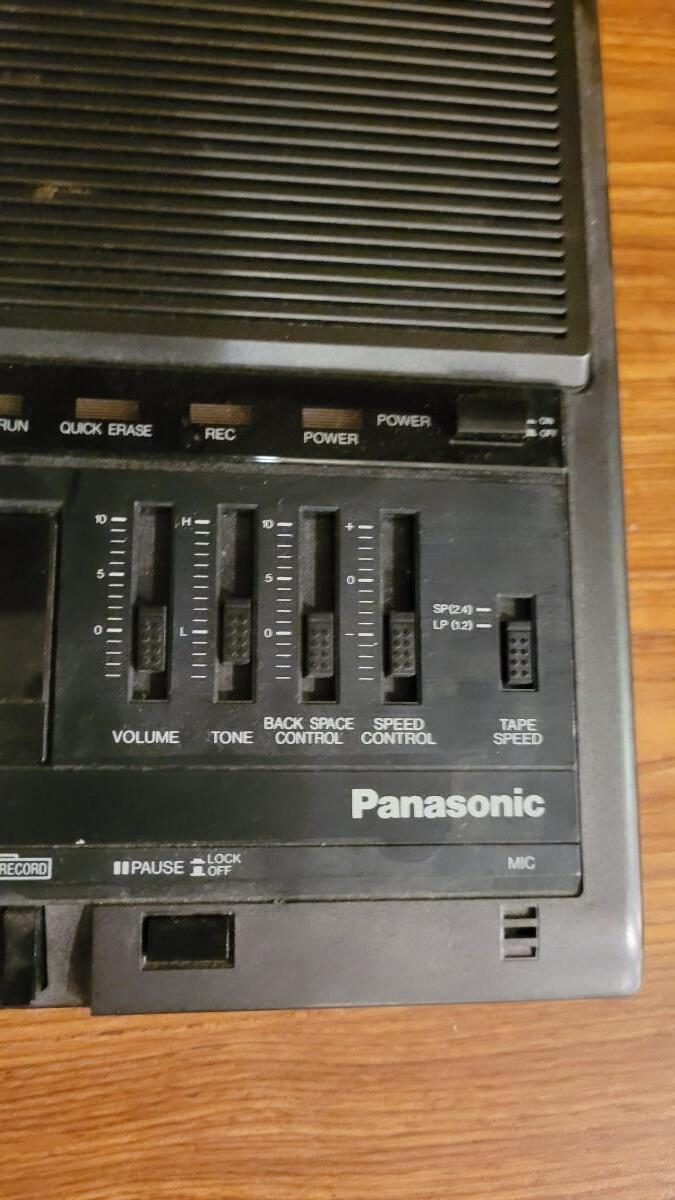 RUN
QUICK ERASE
REC
POWER
POWER
ON
OFF
10
5
0
H
L
10
5
0
+
0
−
SP(2.4)
LP(1.2)
VOLUME
TONE
BACK SPACE
CONTROL
SPEED
CONTROL
TAPE
SPEED
Panasonic
RECORD
PAUSE
LOCK
OFF
MIC